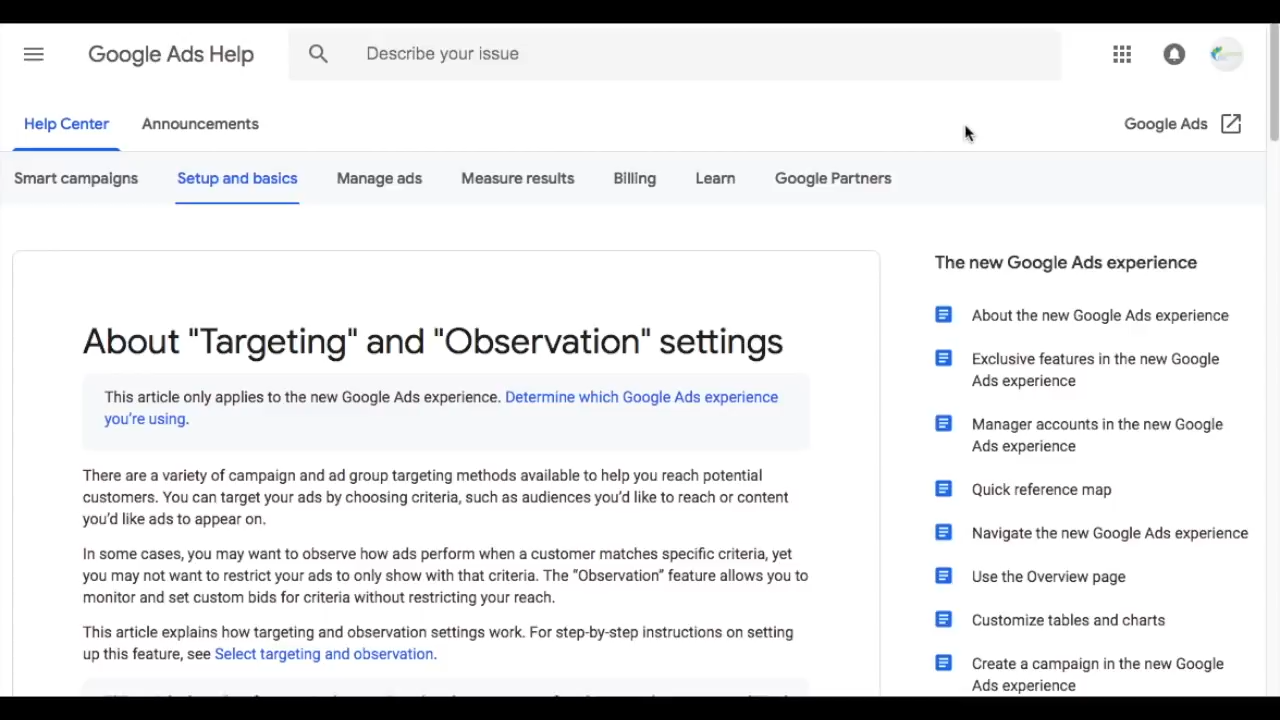 Google Ads Help
Describe your issue
Help Center
Announcements
Google Ads
Smart campaigns
Setup and basics
Manage ads
Measure results
Billing
Learn
Google Partners
About "Targeting" and "Observation" settings
This article only applies to the new Google Ads experience. Determine which Google Ads experience
you're using.
There are a variety of campaign and ad group targeting methods available to help you reach potential
customers. You can target your ads by choosing criteria, such as audiences you'd like to reach or content
you'd like ads to appear on.
In some cases, you may want to observe how ads perform when a customer matches specific criteria, yet
you may not want to restrict your ads to only show with that criteria. The "Observation" feature allows you to
monitor and set custom bids for criteria without restricting your reach.
This article explains how targeting and observation settings work. For step-by-step instructions on setting
up this feature, see Select targeting and observation.
The new Google Ads experience
About the new Google Ads experience
Exclusive features in the new Google
Ads experience
Manager accounts in the new Google
Ads experience
Quick reference map
Navigate the new Google Ads experience
Use the Overview page
Customize tables and charts
Create a campaign in the new Google
Ads experience